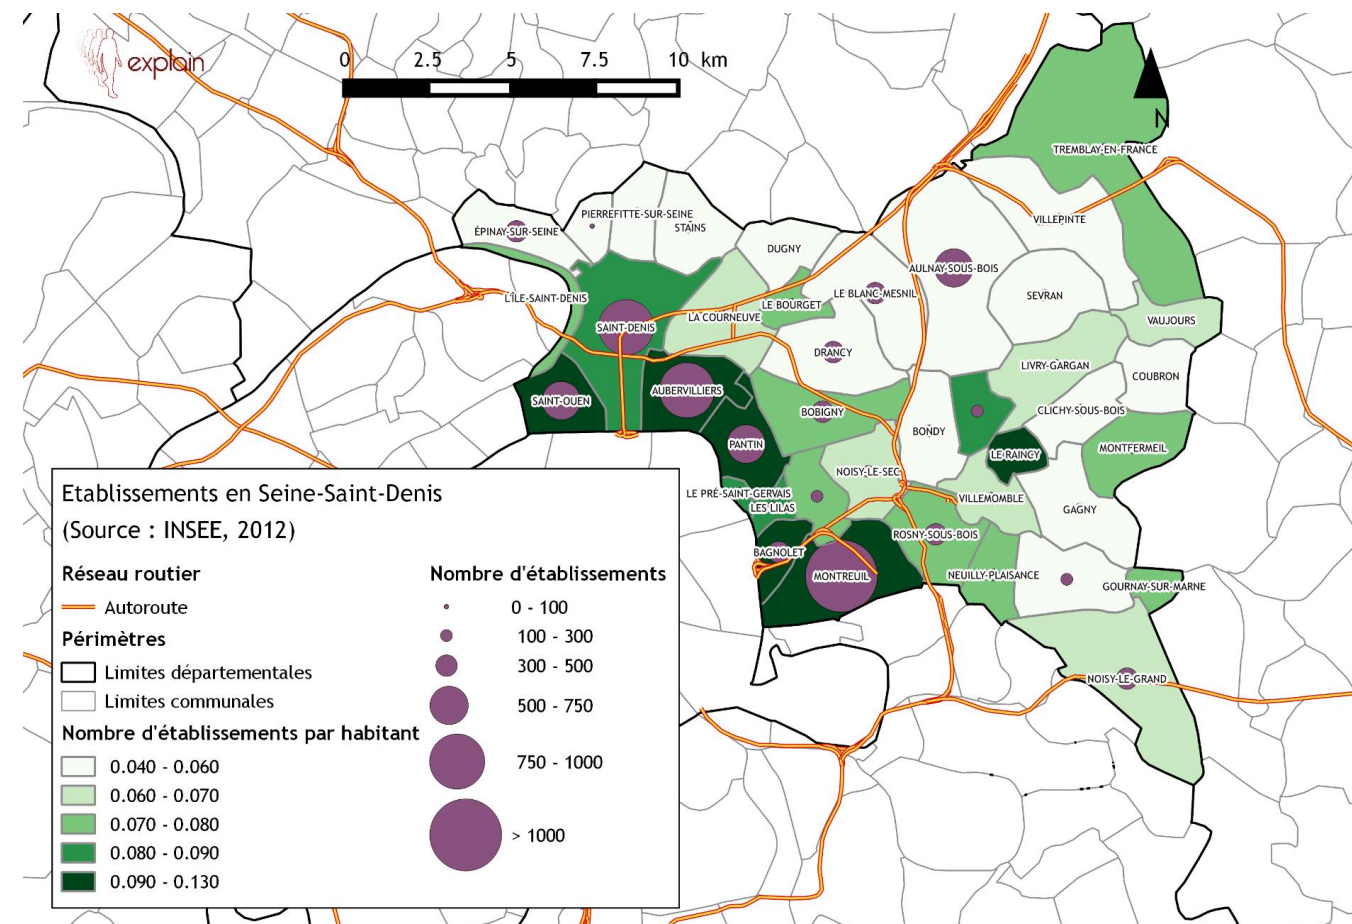 explain
0 2.5 5 7.5 10 km
N
TREMBLAY-EN-FRANCE
VILLEPINTE
PIERREFITTE-SUR-SEINE
STAINS
ÉPINAY-SUR-SEINE
DUGNY
AULNAY-SOUS-BOIS
LE BLANC-MESNIL
SEVRAN
L'ÎLE-SAINT-DENIS
LE BOURGET
LA COURNEUVE
VAUJOURS
SAINT-DENIS
DRANCY
LIVRY-GARGAN
COUBRON
AUBERVILLIERS
SAINT-OUEN
BOBIGNY
CLICHY-SOUS-BOIS
BONDY
PANTIN
MONTFERMEIL
LE RAINCY
NOISY-LE-SEC
LE PRÉ-SAINT-GERVAIS
VILLEMOMBLE
LES LILAS
GAGNY
ROSNY-SOUS-BOIS
BAGNOLET
MONTREUIL
NEUILLY-PLAISANCE
GOURNAY-SUR-MARNE
NOISY-LE-GRAND
Etablissements en Seine-Saint-Denis
(Source : INSEE, 2012)
Réseau routier
Autoroute
Périmètres
Limites départementales
Limites communales
Nombre d'établissements par habitant
0.040 - 0.060
0.060 - 0.070
0.070 - 0.080
0.080 - 0.090
0.090 - 0.130
Nombre d'établissements
0 - 100
100 - 300
300 - 500
500 - 750
750 - 1000
> 1000